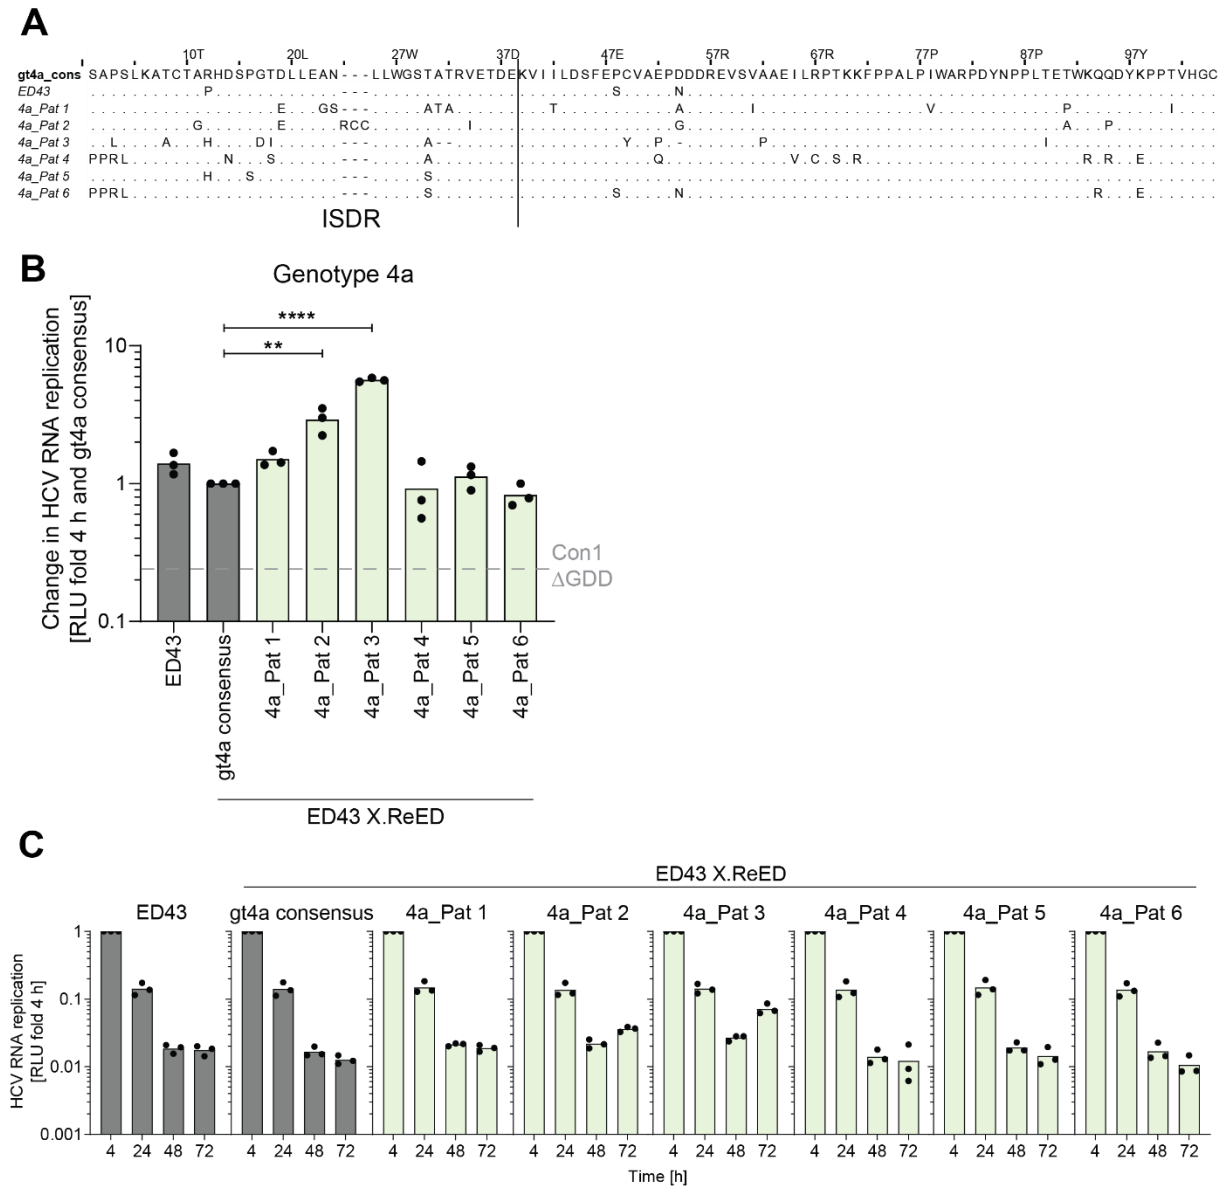 A
10T 20L 27W 37D 47E 57R 67R 77P 87P 97Y
gt4a_cons SAPSLKATCTARHDSPGTDLLEAN---LLWGSTATRVETDEKVIILDSFEPCVAEPDDDREVSVAAEILRPTKKFPPALPIWARPDYNPPLTETWKQQDYKPPTVHGC
ED43 ...........P............---.......................S.....N...................................................
4a_Pat 1 ..................E...GS---.....ATA.........T...........A......I................V............P.........I....
4a_Pat 2 ..........G.......E.....RCC.........I...................G....................................A...P..........
4a_Pat 3 ..L....A...H....DI......---.....A--................Y..P.-.......P..........................I................
4a_Pat 4 PPRL.........N...S......---.....A.....................Q............V.C.S.R.....................R.R..E.......
4a_Pat 5 ...........H...S........---.....S...........................................................................
4a_Pat 6 PPRL....................---.....S.................S.....N.......................................R...E.......
ISDR
B
Genotype 4a
****
**
Change in HCV RNA replication
[RLU fold 4 h and gt4a consensus]
10
1
0.1
Con1
ΔGDD
ED43 gt4a consensus 4a_Pat 1 4a_Pat 2 4a_Pat 3 4a_Pat 4 4a_Pat 5 4a_Pat 6
ED43 X.ReED
C
ED43 X.ReED
ED43 gt4a consensus 4a_Pat 1 4a_Pat 2 4a_Pat 3 4a_Pat 4 4a_Pat 5 4a_Pat 6
HCV RNA replication
[RLU fold 4 h]
1
0.1
0.01
0.001
4 24 48 72 4 24 48 72 4 24 48 72 4 24 48 72 4 24 48 72 4 24 48 72 4 24 48 72 4 24 48 72
Time [h]